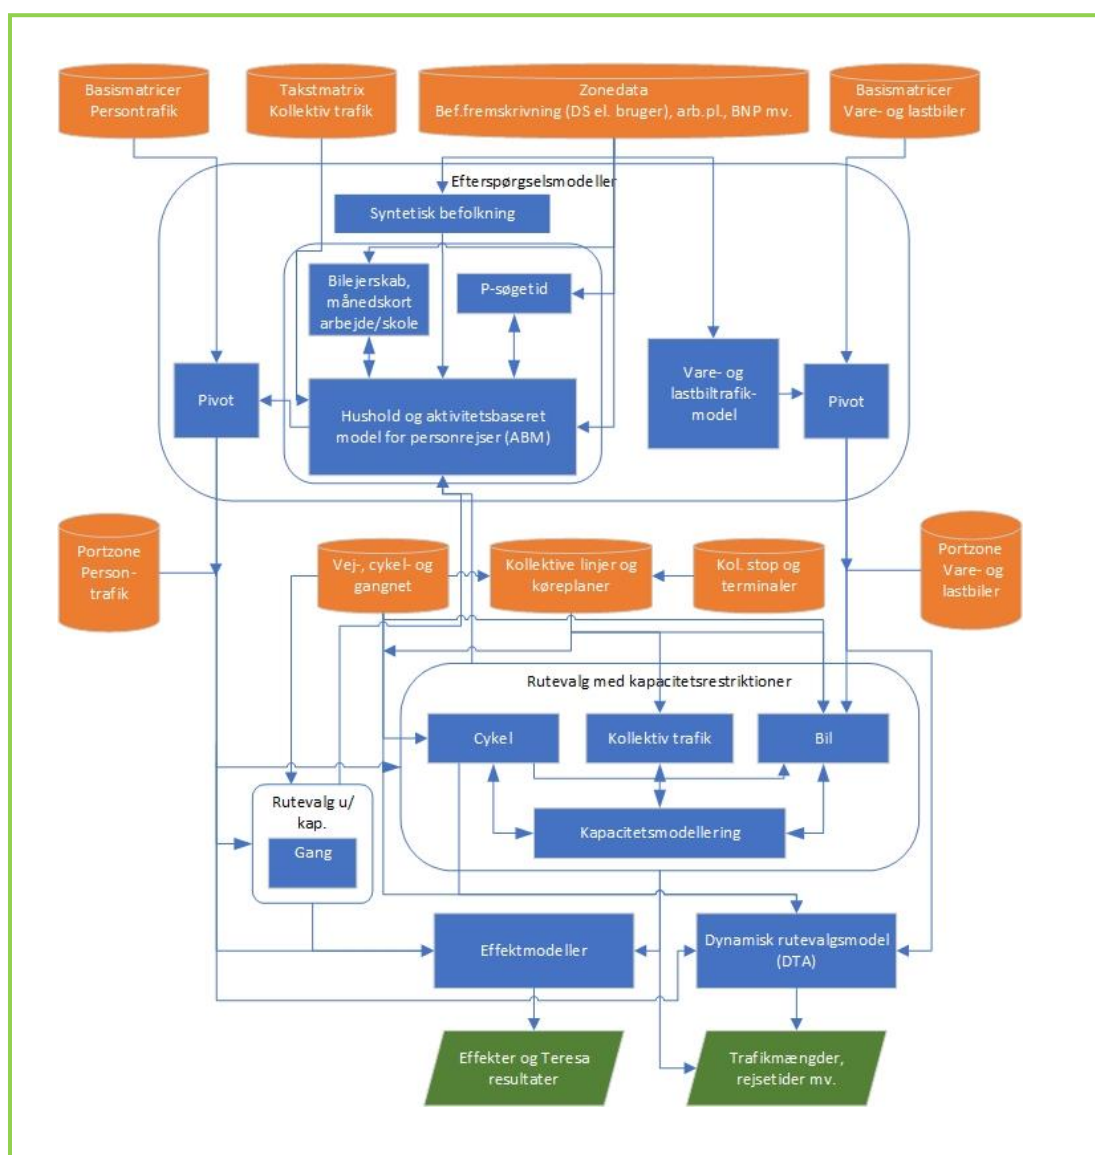 Basismatricer
Persontrafik
Takstmatrix
Kollektiv trafik
Zonedata
Bef.fremskrivning (DS el. bruger), arb.pl., BNP mv.
Basismatricer
Vare- og lastbiler
Efterspørgselsmodeller
Syntetisk befolkning
Bilejerskab,
månedskort
arbejde/skole
P-søgetid
Pivot
Hushold og aktivitetsbaseret
model for personrejser (ABM)
Vare- og
lastbiltrafik-
model
Pivot
Portzone
Person-
trafik
Vej-, cykel- og
gangnet
Kollektive linjer og
køreplaner
Kol. stop og
terminaler
Portzone
Vare- og
lastbiler
Rutevalg med kapacitetsrestriktioner
Cykel
Kollektiv trafik
Bil
Kapacitetsmodellering
Rutevalg u/
kap.
Gang
Effektmodeller
Dynamisk rutevalgsmodel
(DTA)
Effekter og Teresa
resultater
Trafikmængder,
rejsetider mv.